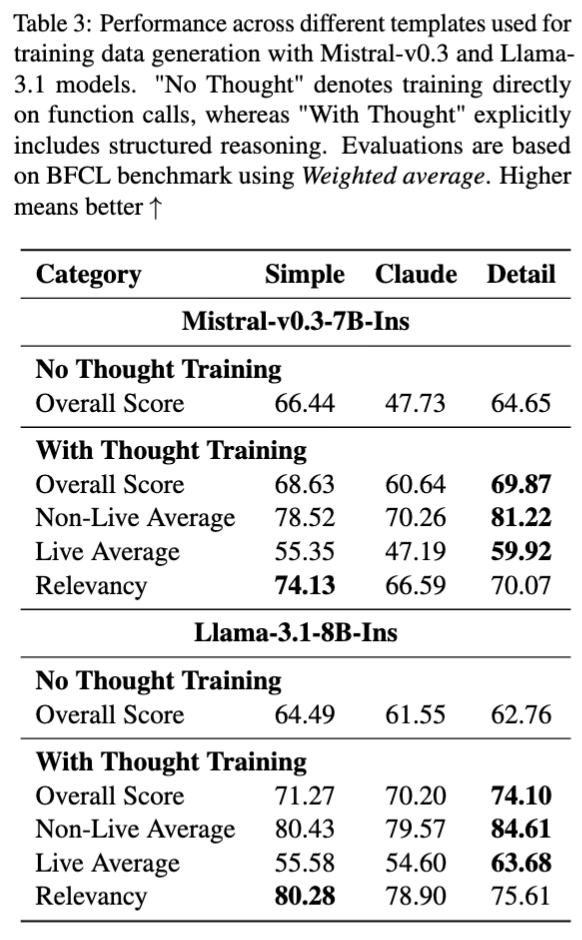 Table 3: Performance across different templates used for
training data generation with Mistral-v0.3 and Llama-
3.1 models. "No Thought" denotes training directly
on function calls, whereas "With Thought" explicitly
includes structured reasoning. Evaluations are based
on BFCL benchmark using Weighted average. Higher
means better ↑
Category Simple Claude Detail
Mistral-v0.3-7B-Ins
No Thought Training
Overall Score 66.44 47.73 64.65
With Thought Training
Overall Score 68.63 60.64 69.87
Non-Live Average 78.52 70.26 81.22
Live Average 55.35 47.19 59.92
Relevancy 74.13 66.59 70.07
Llama-3.1-8B-Ins
No Thought Training
Overall Score 64.49 61.55 62.76
With Thought Training
Overall Score 71.27 70.20 74.10
Non-Live Average 80.43 79.57 84.61
Live Average 55.58 54.60 63.68
Relevancy 80.28 78.90 75.61